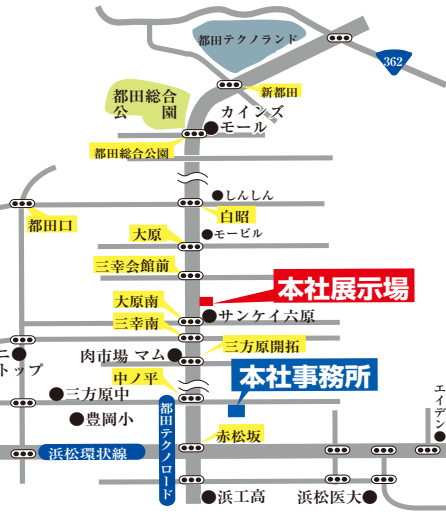 都田テクノランド
362
新都田
都田総合
公園
カインズ
モール
都田総合公園
しんしん
白昭
都田口
大原
モービル
三幸会館前
本社展示場
大原南
サンケイ六原
三幸南
三方原開拓
ニ
トップ
肉市場 マム
中ノ平
本社事務所
三方原中
都田テクノロード
豊岡小
赤松坂
エイデン
浜松環状線
浜工高
浜松医大